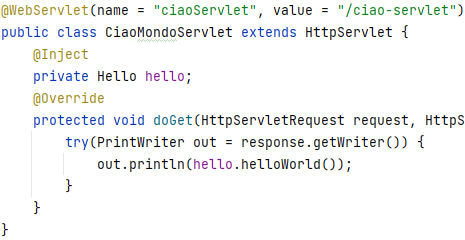 @WebServlet(name = "ciaoServlet", value = "/ciao-servlet")
public class CiaoMondoServlet extends HttpServlet {
@Inject
private Hello hello;
@Override
protected void doGet(HttpServletRequest request, HttpS
try(PrintWriter out = response.getWriter()) {
out.println(hello.helloWorld());
}
}
}